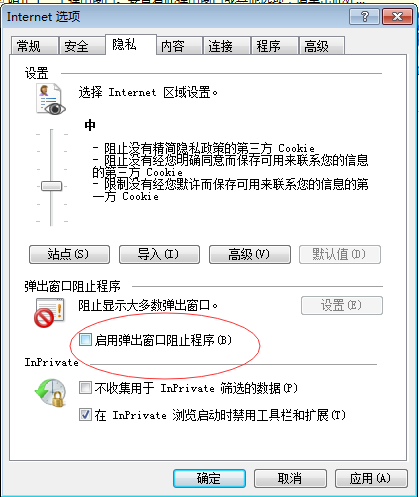 Internet 选项
常规 安全 隐私 内容 连接 程序 高级
设置
选择 Internet 区域设置。
中
- 阻止没有精简隐私政策的第三方 Cookie
- 阻止没有经您明确同意而保存可用来联系您的信息
的第三方 Cookie
- 限制没有经您默许而保存可用来联系您的信息的第
一方 Cookie
站点(S) 导入(I) 高级(V) 默认值(D)
弹出窗口阻止程序
阻止显示大多数弹出窗口。 设置(E)
启用弹出窗口阻止程序(B)
InPrivate
不收集用于 InPrivate 筛选的数据(P)
在 InPrivate 浏览启动时禁用工具栏和扩展(T)
确定 取消 应用(A)